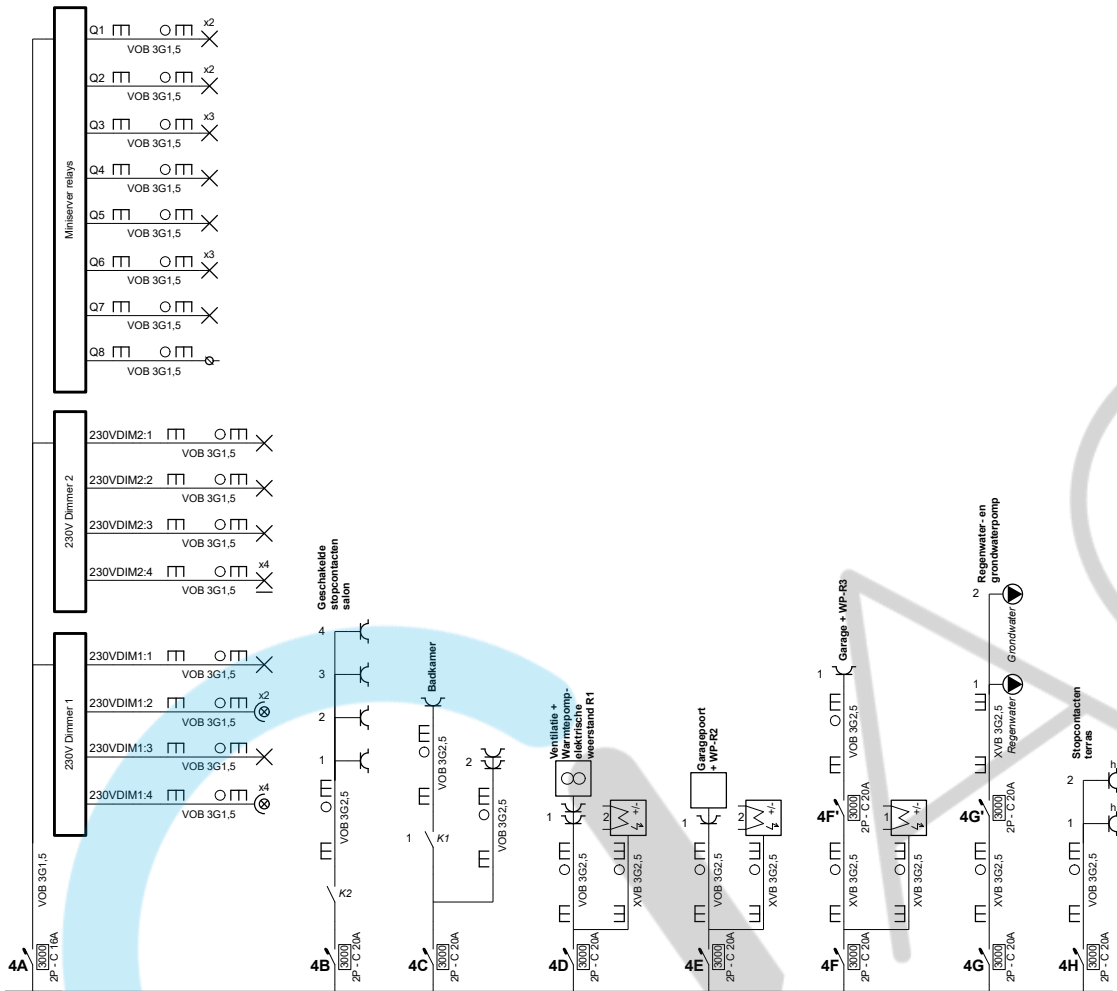 Miniserver relays
Q1
x2
VOB 3G1,5
Q2
x2
VOB 3G1,5
Q3
x3
VOB 3G1,5
Q4
VOB 3G1,5
Q5
VOB 3G1,5
Q6
x3
VOB 3G1,5
Q7
VOB 3G1,5
Q8
VOB 3G1,5
230V Dimmer 2
230VDIM2:1
VOB 3G1,5
230VDIM2:2
VOB 3G1,5
230VDIM2:3
VOB 3G1,5
230VDIM2:4
x4
VOB 3G1,5
230V Dimmer 1
230VDIM1:1
VOB 3G1,5
230VDIM1:2
x2
VOB 3G1,5
230VDIM1:3
VOB 3G1,5
230VDIM1:4
x4
VOB 3G1,5
VOB 3G1,5
4A
3000
2P - C 16A
Geschakelde
stopcontacten
salon
4
3
2
1
VOB 3G2,5
K2
4B
3000
2P - C 20A
Badkamer
VOB 3G2,5
1
K1
2
VOB 3G2,5
4C
3000
2P - C 20A
Ventilatie +
Warmtepomp-
elektrische
weerstand R1
1
VOB 3G2,5
2
+/-
XVB 3G2,5
4D
3000
2P - C 20A
Garagepoort
+ WP-R2
1
VOB 3G2,5
2
+/-
XVB 3G2,5
4E
3000
2P - C 20A
Garage + WP-R3
1
VOB 3G2,5
4F'
3000
2P - C 20A
XVB 3G2,5
1
+/-
XVB 3G2,5
4F
3000
2P - C 20A
Regenwater- en
grondwaterpomp
2
Grondwater
1
Regenwater
XVB 3G2,5
4G'
3000
2P - C 20A
XVB 3G2,5
4G
3000
2P - C 20A
Stopcontacten
terras
2
h
1
h
VOB 3G2,5
4H
3000
2P - C 20A